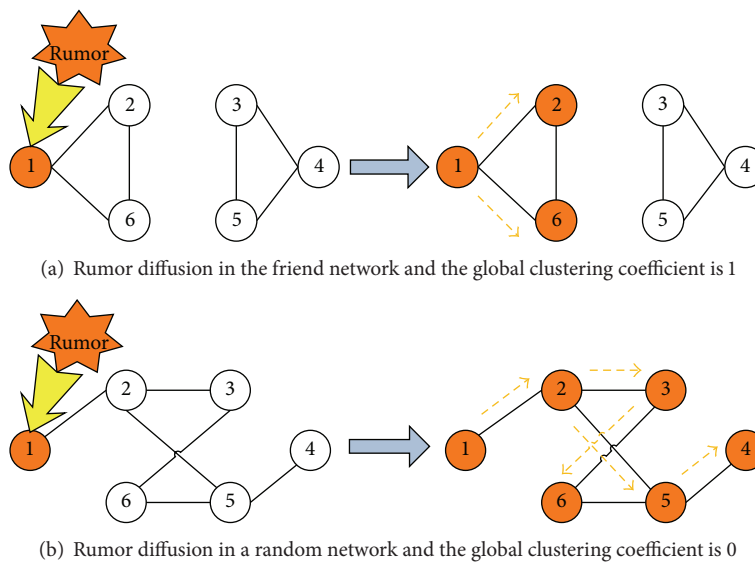 Rumor
2 3 2 3
1 4 1 4
6 5 6 5
(a) Rumor diffusion in the friend network and the global clustering coefficient is 1
Rumor
2 3 2 3
1 4 1 4
6 5 6 5
(b) Rumor diffusion in a random network and the global clustering coefficient is 0